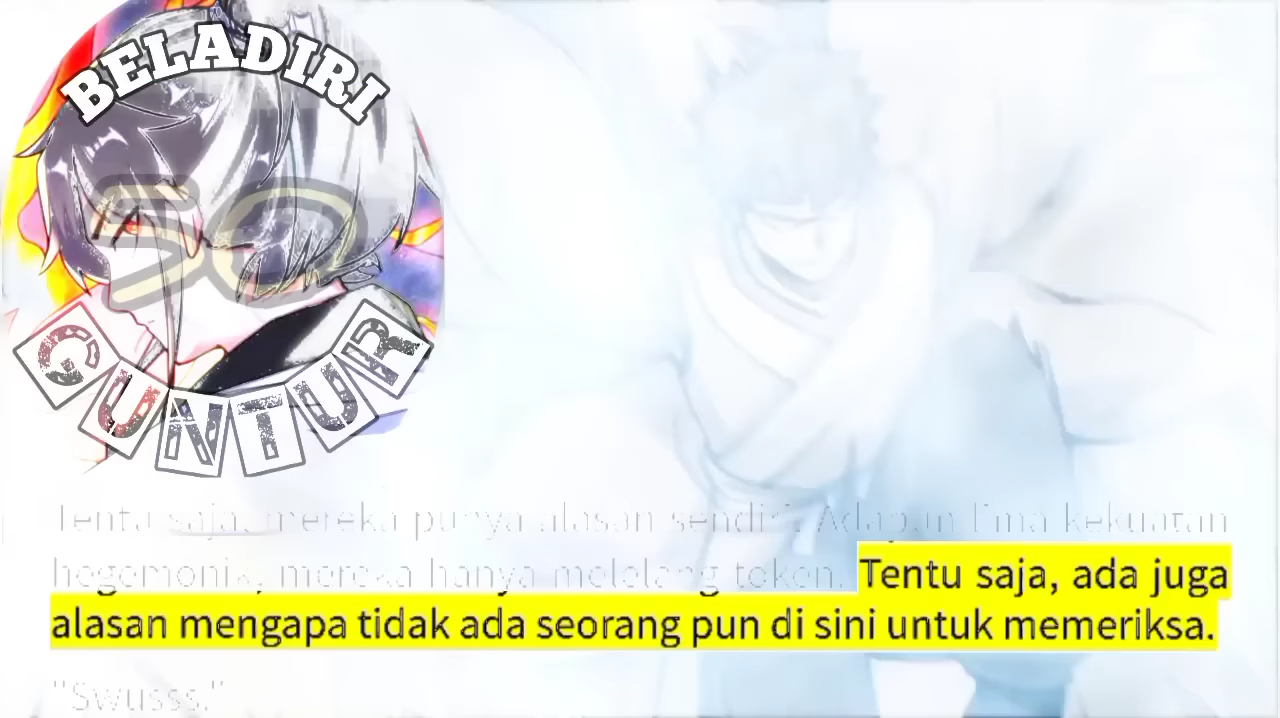 BELADIRI
GUNTUR
Tentu saja, mereka punya alasan sendiri. Adapun lima kekuatan
hegemonik, mereka hanya melelang token. Tentu saja, ada juga
alasan mengapa tidak ada seorang pun di sini untuk memeriksa.
"Swusss."